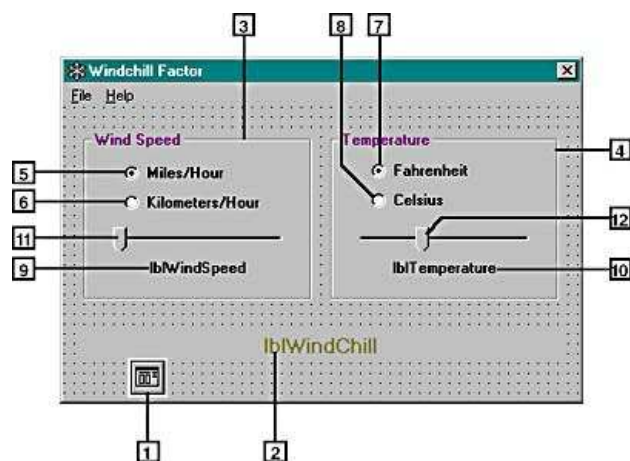 3
8
7
Windchill Factor
File Help
Wind Speed
Temperature
4
5
Miles/Hour
Fahrenheit
6
Kilometers/Hour
Celsius
12
11
9
lblWindSpeed
lblTemperature
10
lblWindChill
1
2